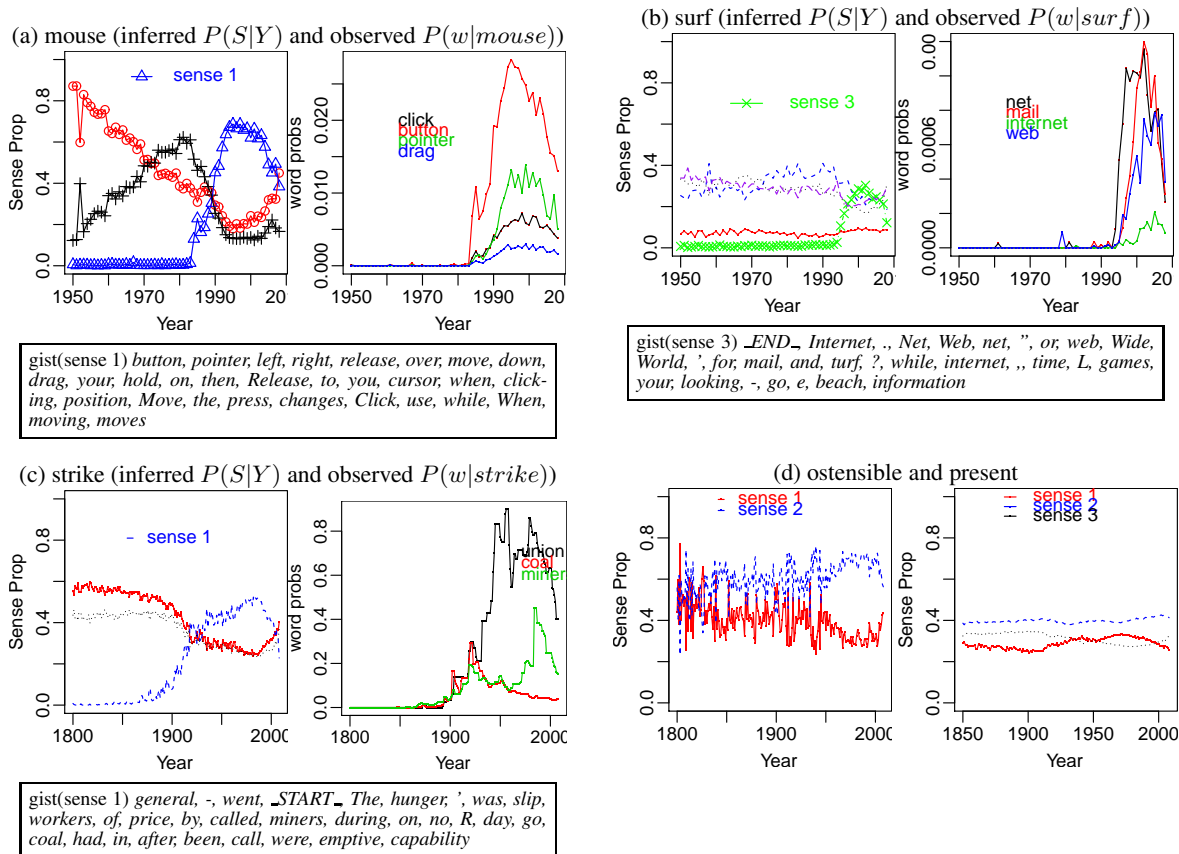 (a) mouse (inferred P(S|Y) and observed P(w|mouse))
sense 1
Sense Prop
0.0 0.4 0.8
1950 1970 1990 20
Year
click
button
pointer
drag
word probs
0.000 0.010 0.020
1950 1970 1990 20
Year
gist(sense 1) button, pointer, left, right, release, over, move, down,
drag, your, hold, on, then, Release, to, you, cursor, when, click-
ing, position, Move, the, press, changes, Click, use, while, When,
moving, moves
(b) surf (inferred P(S|Y) and observed P(w|surf))
sense 3
Sense Prop
0.0 0.4 0.8
1950 1970 1990 20
Year
net
mail
internet
web
word probs
0.0000 0.0006 0.00
1950 1970 1990 20
Year
gist(sense 3) _END_, Internet, ., Net, Web, net, ”, or, web, Wide,
World, ’, for, mail, and, turf, ?, while, internet, ,, time, L, games,
your, looking, -, go, e, beach, information
(c) strike (inferred P(S|Y) and observed P(w|strike))
sense 1
Sense Prop
0.0 0.4 0.8
1800 1900 2000
Year
union
coal
miner
word probs
0.0 0.2 0.4 0.6 0.8
1800 1900 2000
Year
gist(sense 1) general, -, went, _START_, The, hunger, ’, was, slip,
workers, of, price, by, called, miners, during, on, no, R, day, go,
coal, had, in, after, been, call, were, emptive, capability
(d) ostensible and present
sense 1
sense 2
Sense Prop
0.0 0.4 0.8
1800 1900 2000
Year
sense 1
sense 2
sense 3
Sense Prop
0.0 0.4 0.8
1850 1900 1950 2000
Year